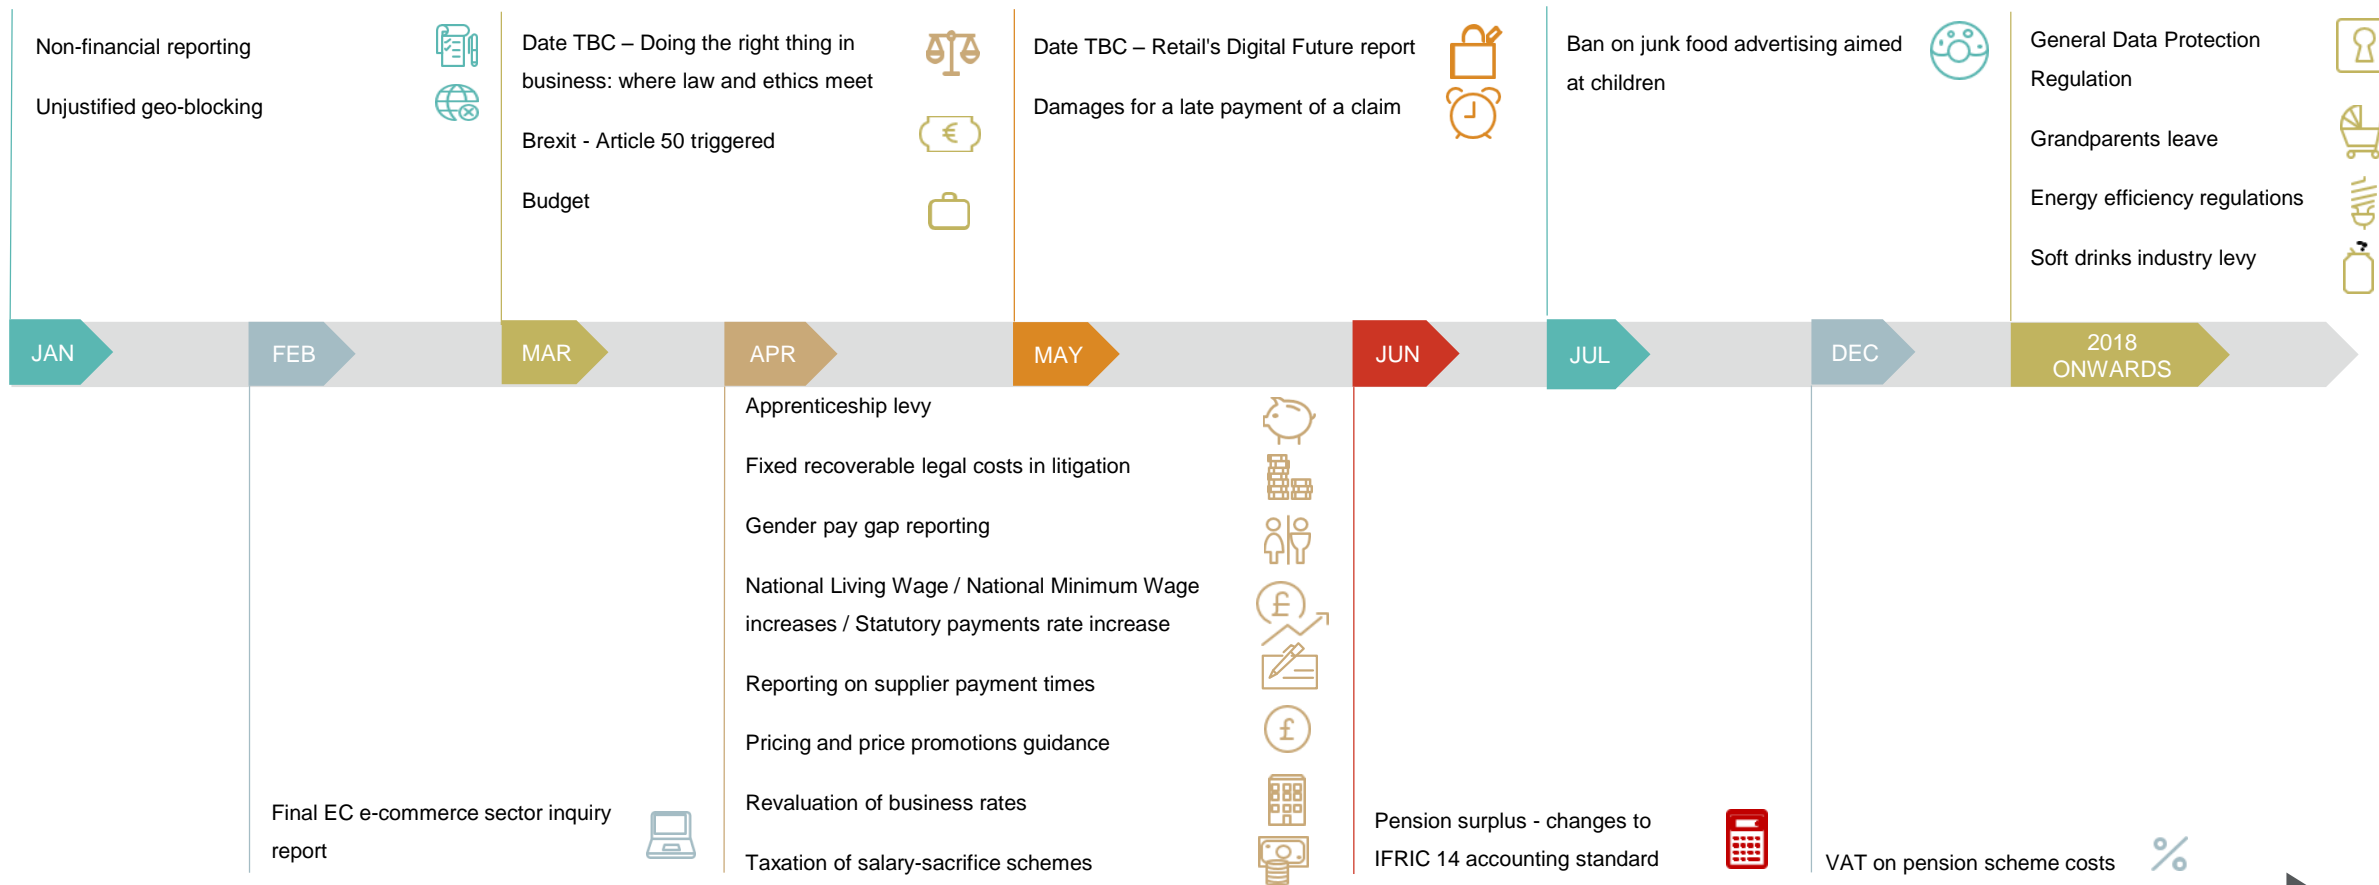 Non-financial reporting
Unjustified geo-blocking
Date TBC – Doing the right thing in
business: where law and ethics meet
Brexit - Article 50 triggered
Budget
Date TBC – Retail's Digital Future report
Damages for a late payment of a claim
Ban on junk food advertising aimed
at children
General Data Protection
Regulation
Grandparents leave
Energy efficiency regulations
Soft drinks industry levy
JAN
FEB
MAR
APR
MAY
JUN
JUL
DEC
2018
ONWARDS
Final EC e-commerce sector inquiry
report
Apprenticeship levy
Fixed recoverable legal costs in litigation
Gender pay gap reporting
National Living Wage / National Minimum Wage
increases / Statutory payments rate increase
Reporting on supplier payment times
Pricing and price promotions guidance
Revaluation of business rates
Taxation of salary-sacrifice schemes
Pension surplus - changes to
IFRIC 14 accounting standard
VAT on pension scheme costs